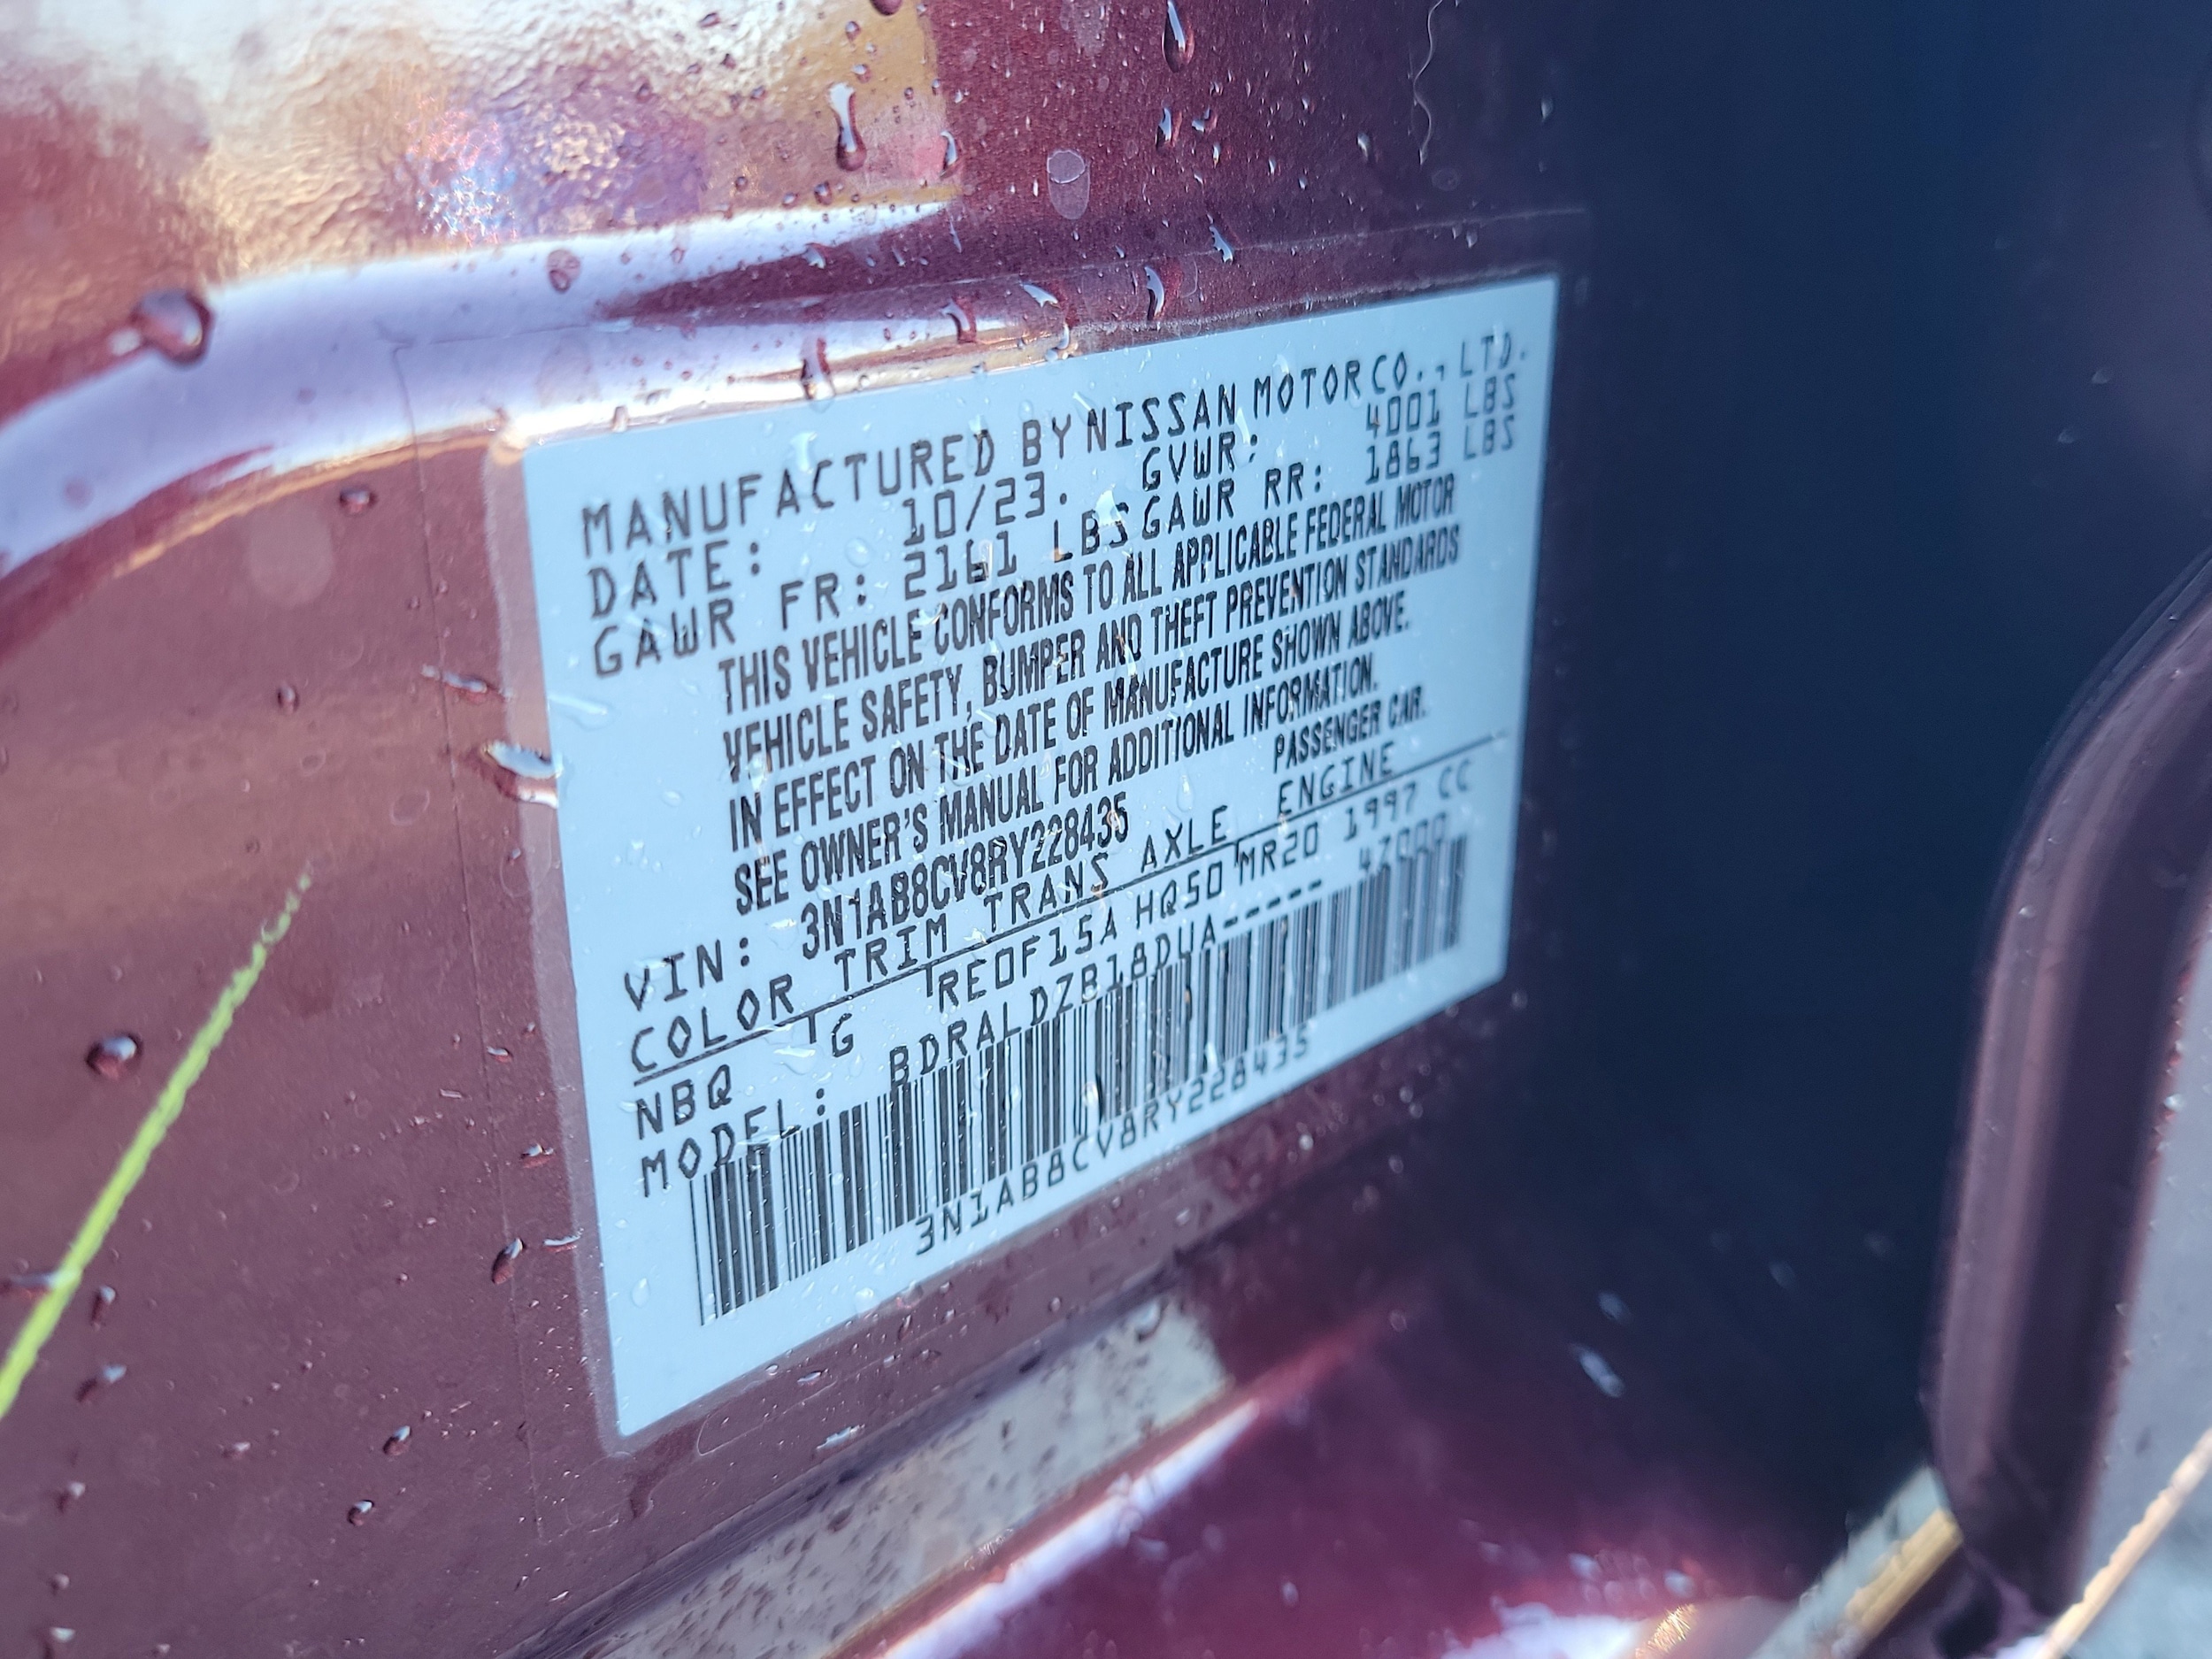 MANUFACTURED BY NISSAN MOTOR CO., LTD.
DATE: 10/23. GVWR: 4001 LBS
GAWR FR: 2161 LBS GAWR RR: 1863 LBS
THIS VEHICLE CONFORMS TO ALL APPLICABLE FEDERAL MOTOR
VEHICLE SAFETY, BUMPER AND THEFT PREVENTION STANDARDS
IN EFFECT ON THE DATE OF MANUFACTURE SHOWN ABOVE.
SEE OWNER'S MANUAL FOR ADDITIONAL INFORMATION.
VIN: 3N1AB8CV8RY228435 PASSENGER CAR.
COLOR TRIM TRANS AXLE ENGINE
NBQ G RE0F15A HQ50 MR20 1997 CC
MODEL: BDRALDZB18DUA----- 42000
3N1AB8CV8RY228435